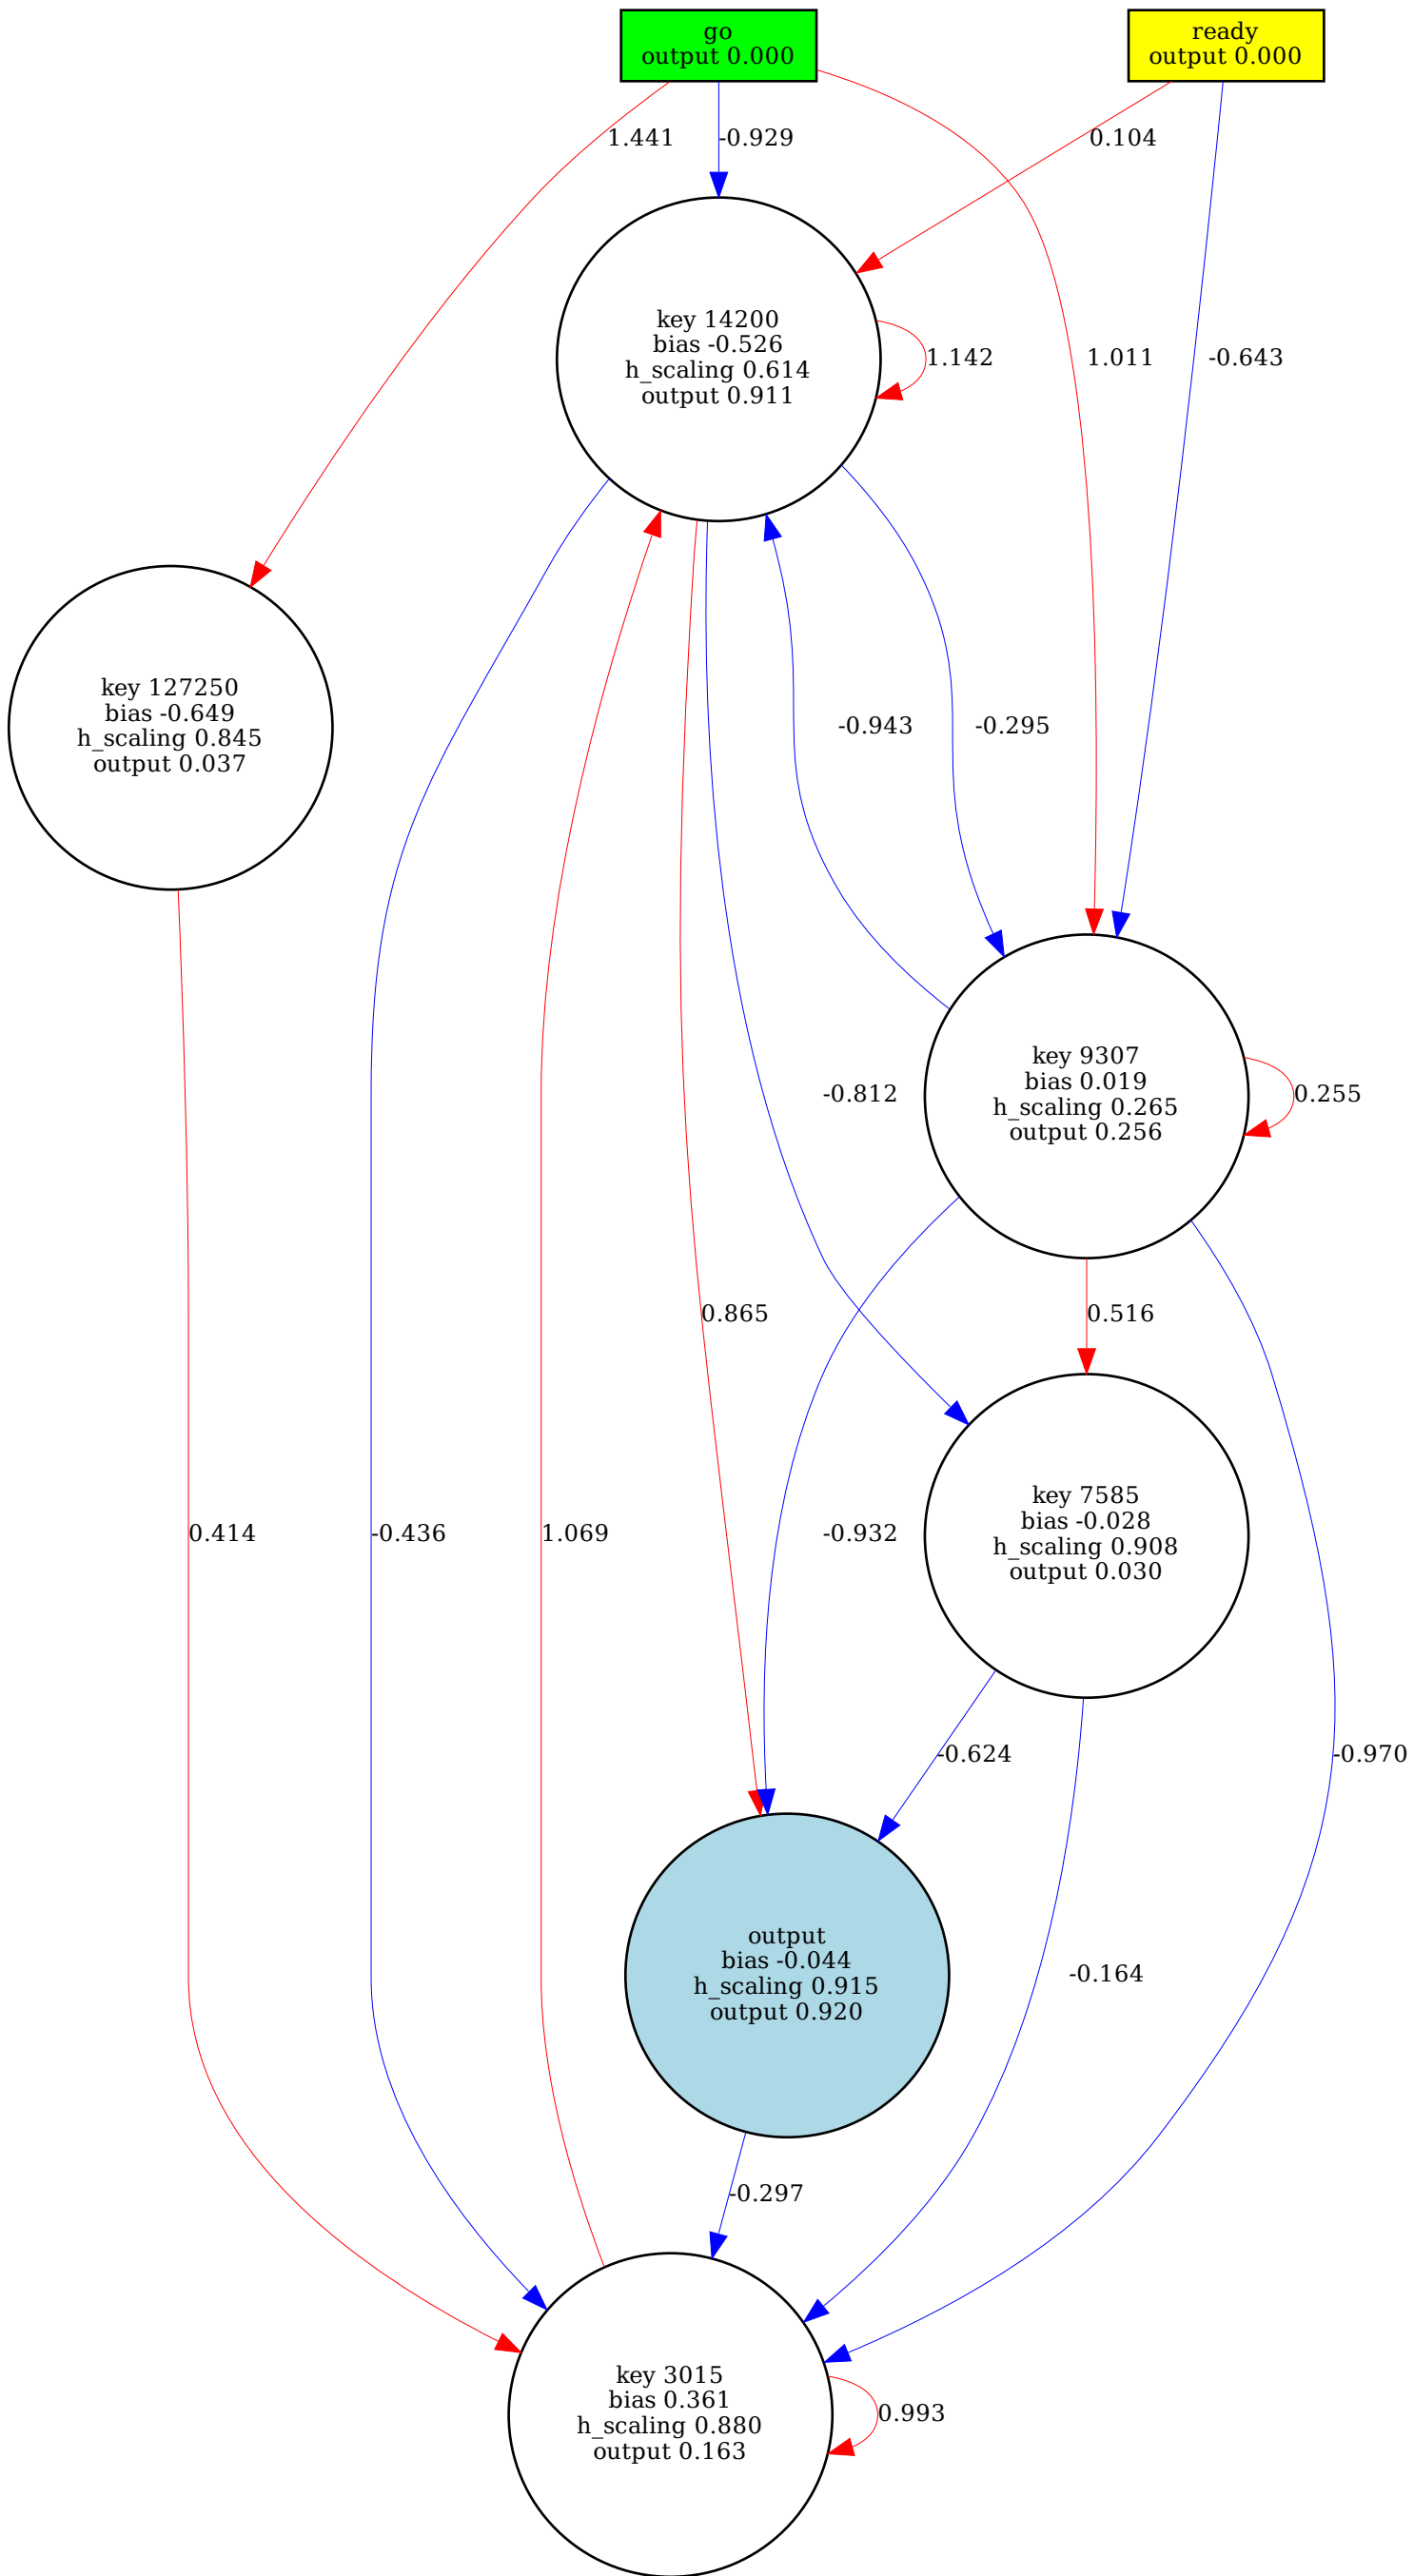 go
output 0.000
ready
output 0.000
1.441
-0.929
0.104
key 14200
bias -0.526
h_scaling 0.614
output 0.911
1.142
1.011
-0.643
key 127250
bias -0.649
h_scaling 0.845
output 0.037
-0.943
-0.295
key 9307
bias 0.019
h_scaling 0.265
output 0.256
-0.812
0.255
0.865
0.516
key 7585
bias -0.028
h_scaling 0.908
output 0.030
0.414
-0.436
1.069
-0.932
-0.624
-0.970
output
bias -0.044
h_scaling 0.915
output 0.920
-0.164
-0.297
key 3015
bias 0.361
h_scaling 0.880
output 0.163
0.993